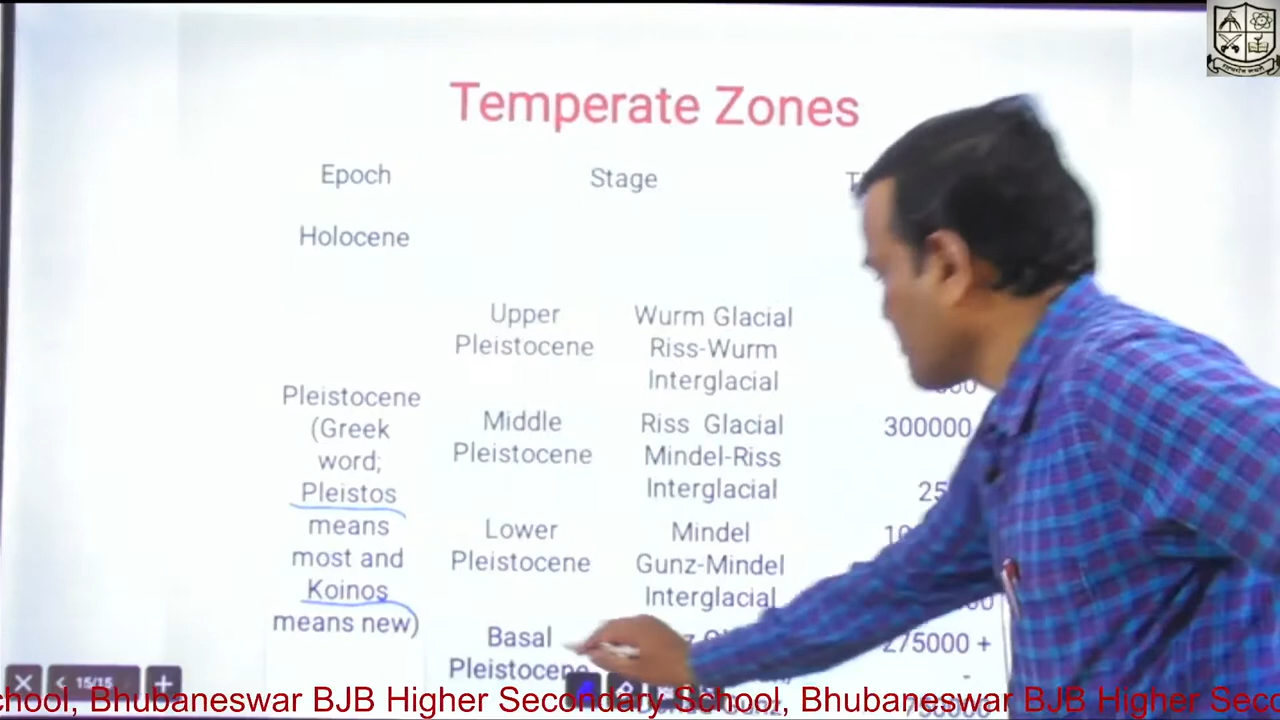 Temperate Zones
Epoch Stage
Holocene
Upper Pleistocene
Wurm Glacial
Riss-Wurm
Interglacial
Pleistocene
(Greek
word;
Pleistos
means
most and
Koinos
means new)
Middle
Pleistocene
Riss Glacial
Mindel-Riss
Interglacial
300000
Lower
Pleistocene
Mindel
Gunz-Mindel
Interglacial
Basal
Pleistocene
275000 +
-
15/15
Bhubaneswar BJB Higher Secondary School, Bhubaneswar BJB Higher